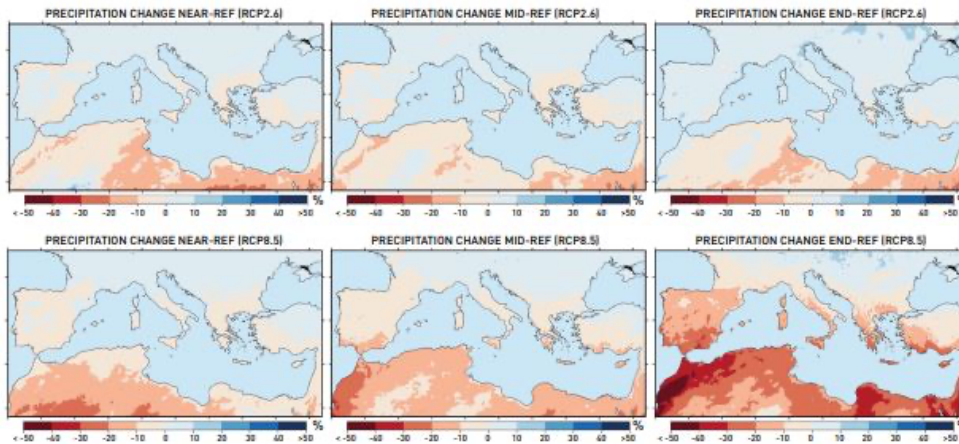 PRECIPITATION CHANGE NEAR-REF (RCP2.6)
PRECIPITATION CHANGE MID-REF (RCP2.6)
PRECIPITATION CHANGE END-REF (RCP2.6)
%
%
%
< -50 -40 -30 -20 -10 0 10 20 30 40 >50
< -50 -40 -30 -20 -10 0 10 20 30 40 >50
< -50 -40 -30 -20 -10 0 10 20 30 40 >50
PRECIPITATION CHANGE NEAR-REF (RCP8.5)
PRECIPITATION CHANGE MID-REF (RCP8.5)
PRECIPITATION CHANGE END-REF (RCP8.5)
%
%
%
< -50 -40 -30 -20 -10 0 10 20 30 40 >50
< -50 -40 -30 -20 -10 0 10 20 30 40 >50
< -50 -40 -30 -20 -10 0 10 20 30 40 >50